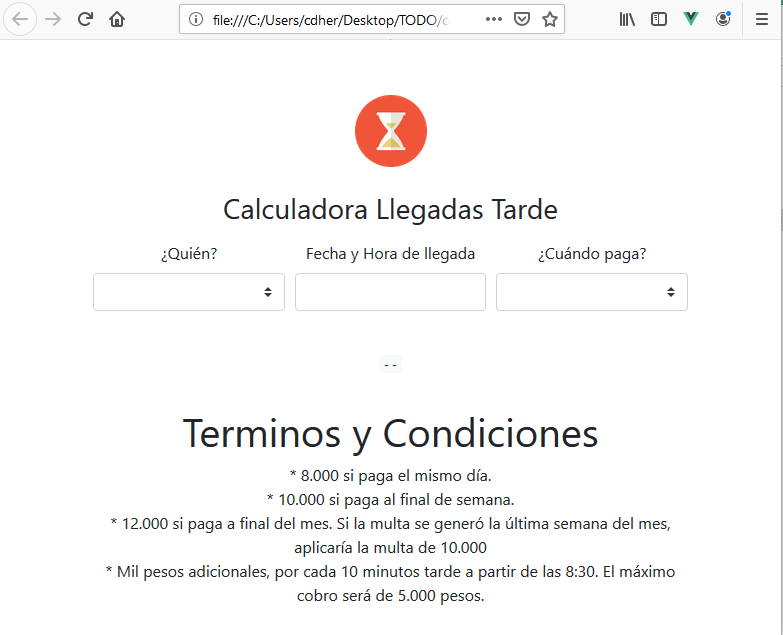 file:///C:/Users/cdher/Desktop/TODO/
Calculadora Llegadas Tarde
¿Quién? Fecha y Hora de llegada ¿Cuándo paga?
--
Terminos y Condiciones
* 8.000 si paga el mismo día.
* 10.000 si paga al final de semana.
* 12.000 si paga a final del mes. Si la multa se generó la última semana del mes,
aplicaría la multa de 10.000
* Mil pesos adicionales, por cada 10 minutos tarde a partir de las 8:30. El máximo
cobro será de 5.000 pesos.